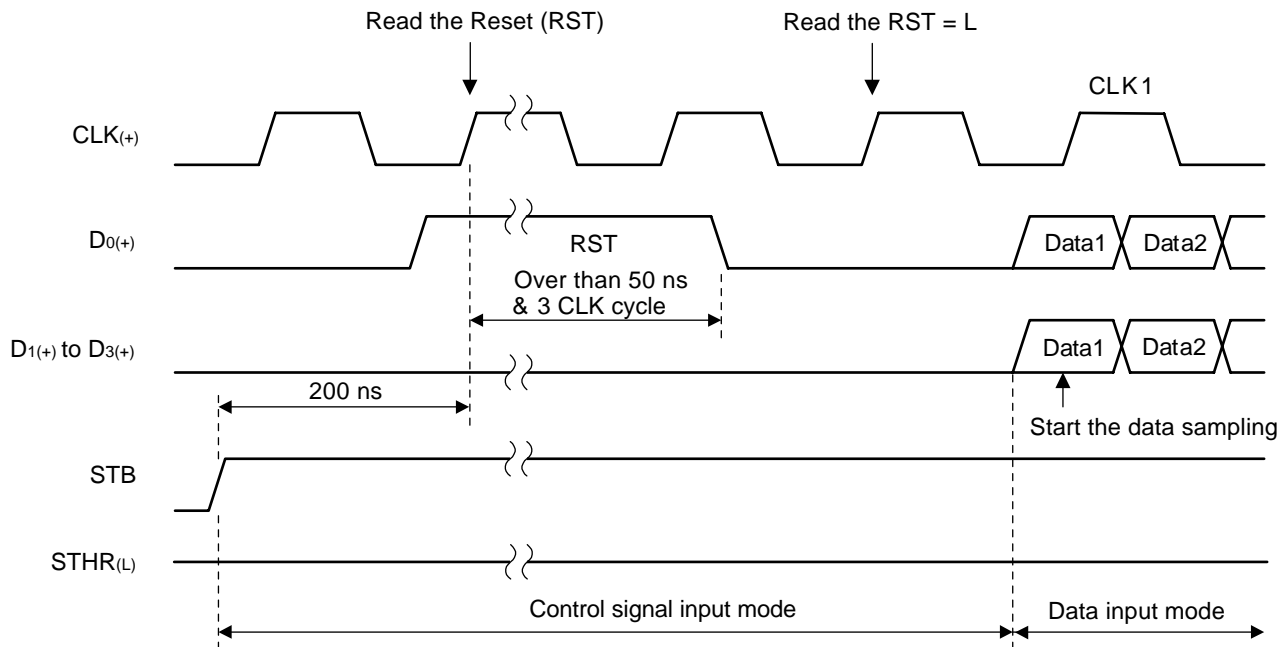 Read the Reset (RST)
Read the RST = L
CLK1
CLK(+)
D0(+)
RST
Data1
Data2
Over than 50 ns
& 3 CLK cycle
D1(+) to D3(+)
Data1
Data2
200 ns
Start the data sampling
STB
STHR(L)
Control signal input mode
Data input mode